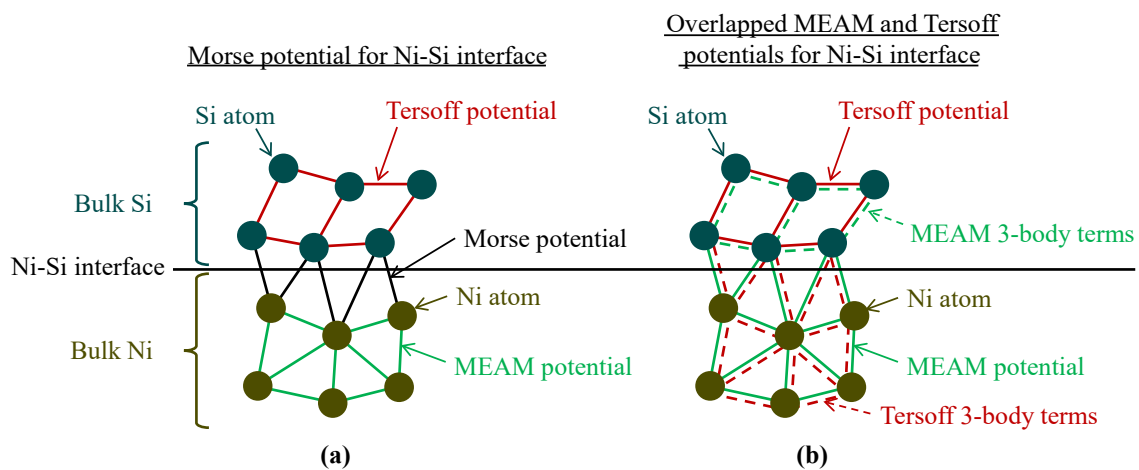 Morse potential for Ni-Si interface
Si atom
Tersoff potential
Bulk Si
Morse potential
Ni-Si interface
Ni atom
Bulk Ni
MEAM potential
(a)
Overlapped MEAM and Tersoff
potentials for Ni-Si interface
Si atom
Tersoff potential
MEAM 3-body terms
Ni atom
MEAM potential
Tersoff 3-body terms
(b)